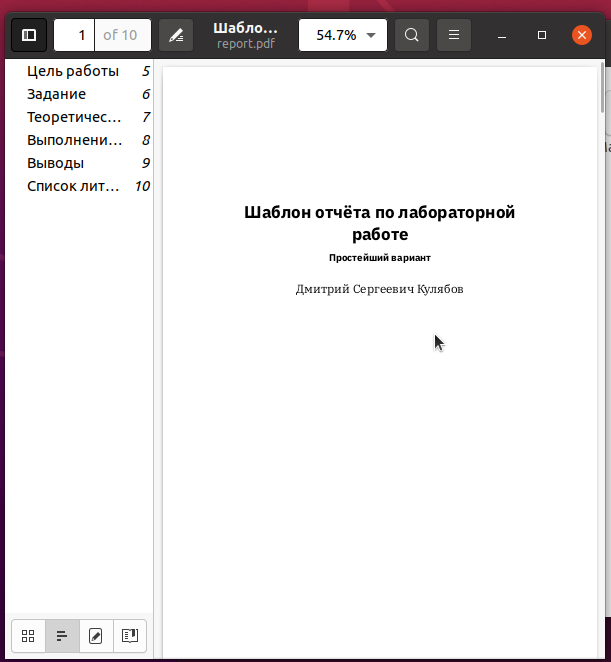 1 of 10
Шабло...
report.pdf
54.7%
Цель работы 5
Задание 6
Теоретичес... 7
Выполнени... 8
Выводы 9
Список лит... 10
Шаблон отчёта по лабораторной
работе
Простейший вариант
Дмитрий Сергеевич Кулябов